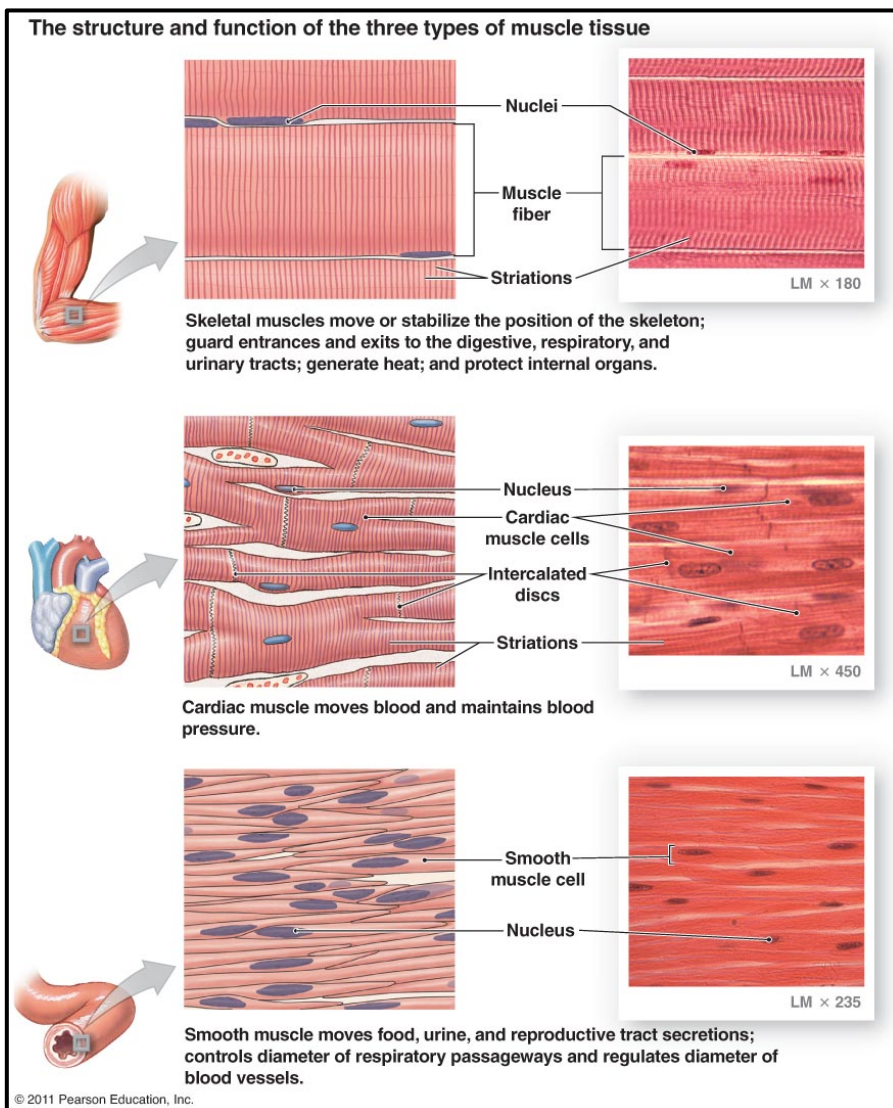 The structure and function of the three types of muscle tissue
Nuclei
Muscle
fiber
Striations
LM × 180
Skeletal muscles move or stabilize the position of the skeleton;
guard entrances and exits to the digestive, respiratory, and
urinary tracts; generate heat; and protect internal organs.
Nucleus
Cardiac
muscle cells
Intercalated
discs
Striations
LM × 450
Cardiac muscle moves blood and maintains blood
pressure.
Smooth
muscle cell
Nucleus
LM × 235
Smooth muscle moves food, urine, and reproductive tract secretions;
controls diameter of respiratory passageways and regulates diameter of
blood vessels.
© 2011 Pearson Education, Inc.